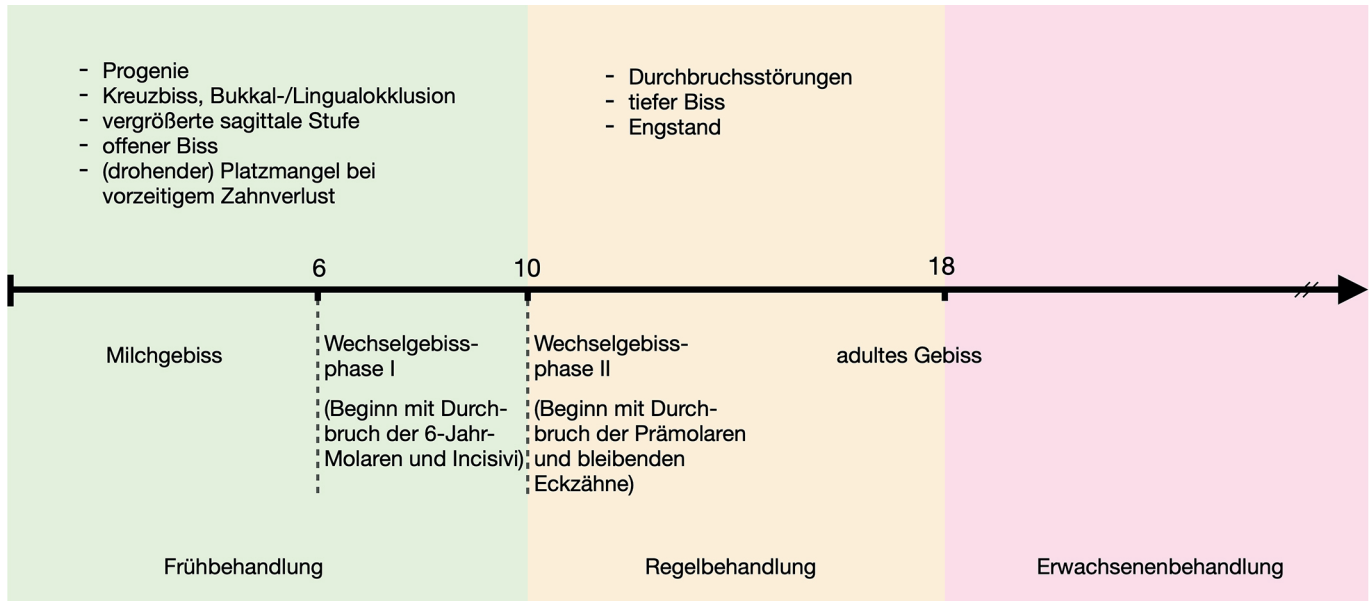 - Progenie
- Kreuzbiss, Bukkal-/Lingualokklusion
- vergrößerte sagittale Stufe
- offener Biss
- (drohender) Platzmangel bei
vorzeitigem Zahnverlust
- Durchbruchsstörungen
- tiefer Biss
- Engstand
6
10
18
Milchgebiss
Wechselgebiss-
phase I
(Beginn mit Durch-
bruch der 6-Jahr-
Molaren und Incisivi)
Wechselgebiss-
phase II
(Beginn mit Durch-
bruch der Prämolaren
und bleibenden
Eckzähne)
adultes Gebiss
Frühbehandlung
Regelbehandlung
Erwachsenenbehandlung